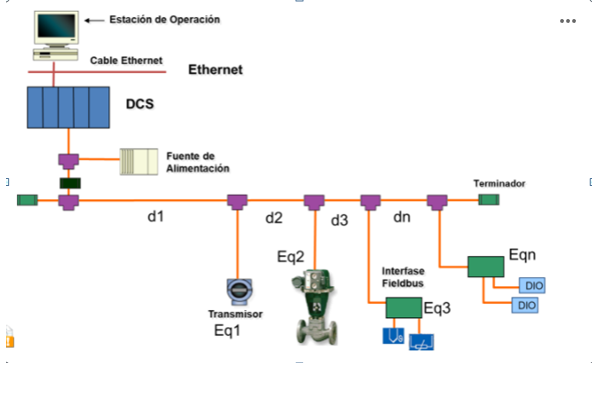 Estación de Operación
Cable Ethernet
Ethernet
DCS
Fuente de
Alimentación
Terminador
d1
d2
d3
dn
Eq2
Eqn
Interfase
Fieldbus
DIO
Eq3
DIO
Transmisor
Eq1